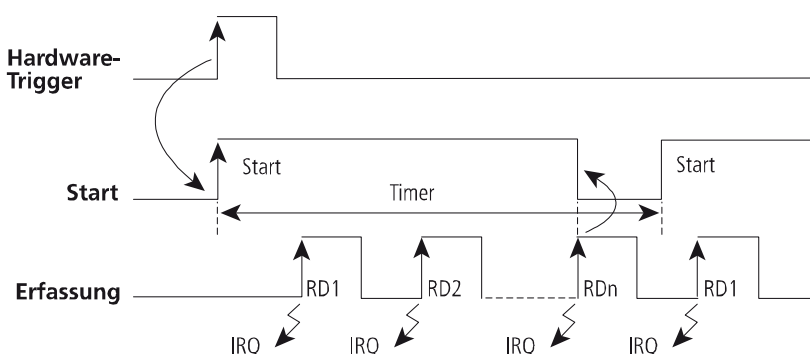 Hardware-
Trigger
Start
Start
Start
Timer
Erfassung
RD1
RD2
RDn
RD1
IRQ
IRQ
IRQ
IRQ